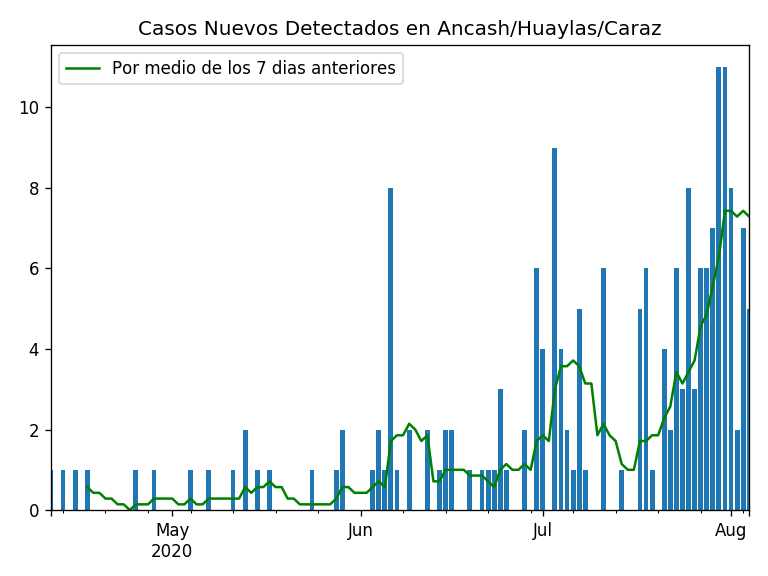 Casos Nuevos Detectados en Ancash/Huaylas/Caraz
Por medio de los 7 dias anteriores
10
8
6
4
2
0
May
2020
Jun
Jul
Aug